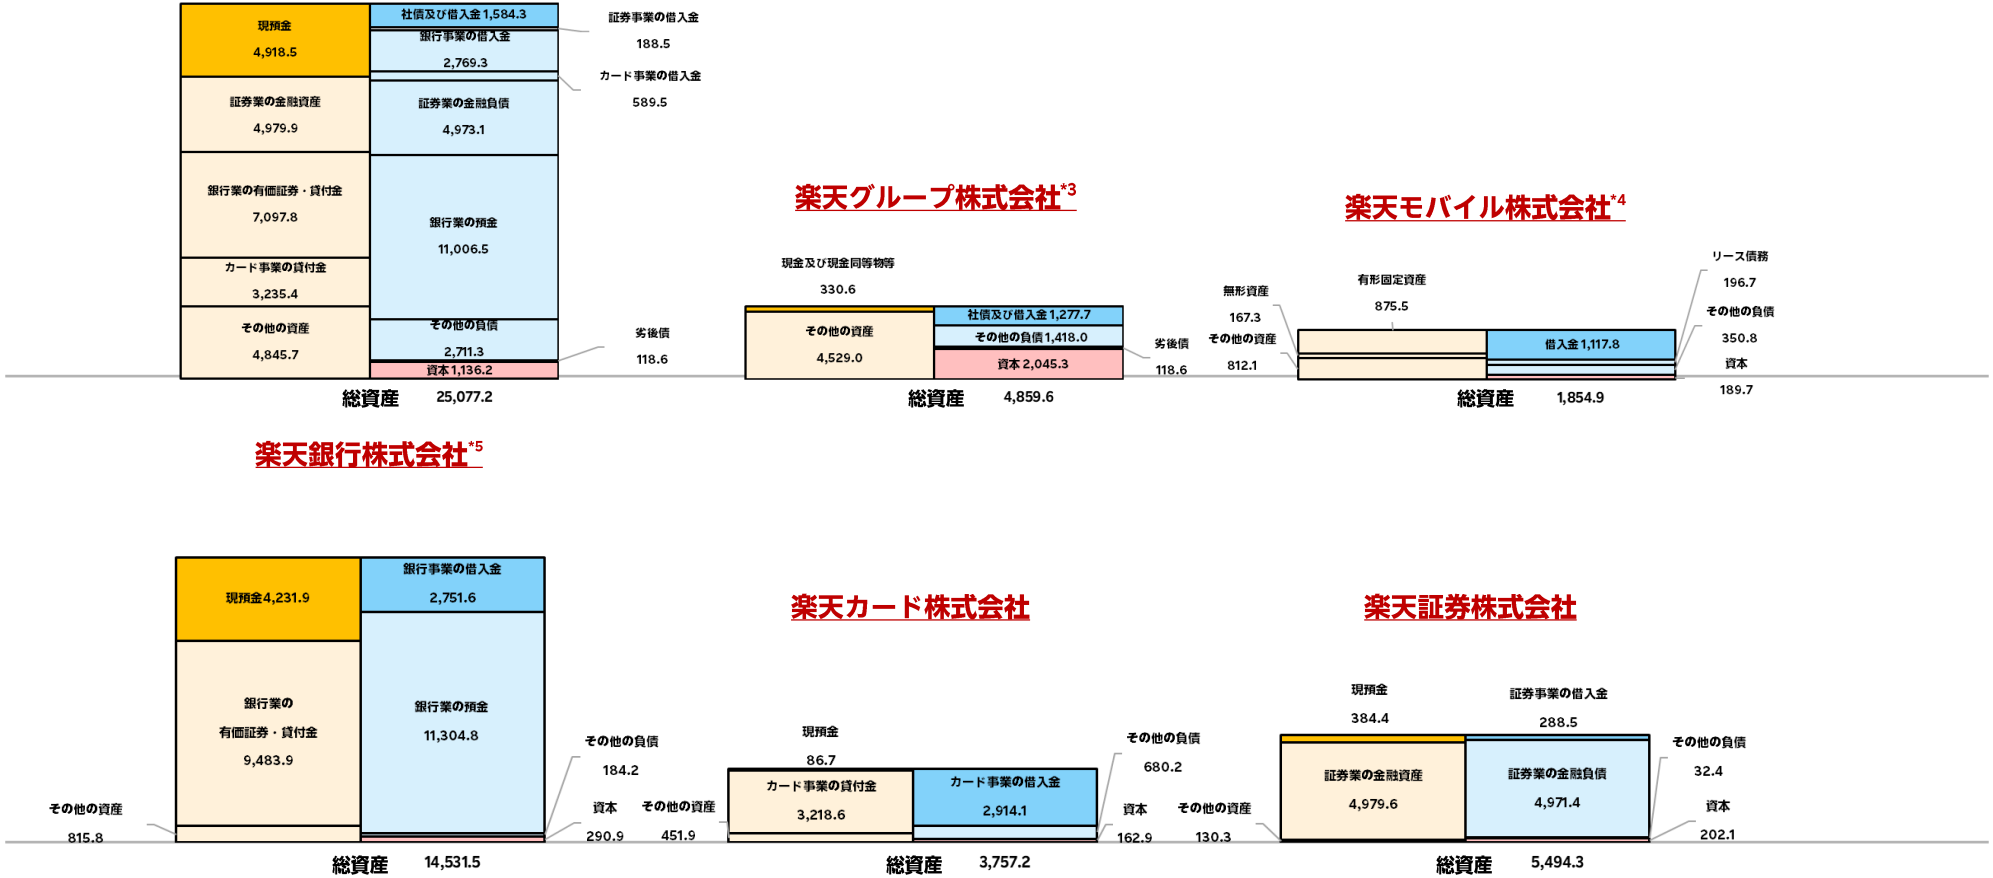 現預金
4,918.5
証券業の金融資産
4,979.9
銀行業の有価証券・貸付金
7,097.8
カード事業の貸付金
3,235.4
その他の資産
4,845.7
社債及び借入金 1,584.3
銀行事業の借入金
2,769.3
証券業の金融負債
4,973.1
銀行業の預金
11,006.5
その他の負債
2,711.3
資本 1,136.2
証券事業の借入金
188.5
カード事業の借入金
589.5
劣後債
118.6
総資産 25,077.2
楽天グループ株式会社*3
現金及び現金同等物等
330.6
その他の資産
4,529.0
社債及び借入金 1,277.7
その他の負債 1,418.0
資本 2,045.3
劣後債
118.6
総資産 4,859.6
楽天モバイル株式会社*4
有形固定資産
875.5
無形資産
167.3
その他の資産
812.1
借入金 1,117.8
リース債務
196.7
その他の負債
350.8
資本
189.7
総資産 1,854.9
楽天銀行株式会社*5
現預金4,231.9
銀行業の
有価証券・貸付金
9,483.9
その他の資産
815.8
銀行事業の借入金
2,751.6
銀行業の預金
11,304.8
その他の負債
184.2
資本
290.9
総資産 14,531.5
楽天カード株式会社
現預金
86.7
カード事業の貸付金
3,218.6
その他の資産
451.9
カード事業の借入金
2,914.1
その他の負債
680.2
資本
162.9
総資産 3,757.2
楽天証券株式会社
現預金
384.4
証券業の金融資産
4,979.6
その他の資産
130.3
証券事業の借入金
288.5
証券業の金融負債
4,971.4
その他の負債
32.4
資本
202.1
総資産 5,494.3